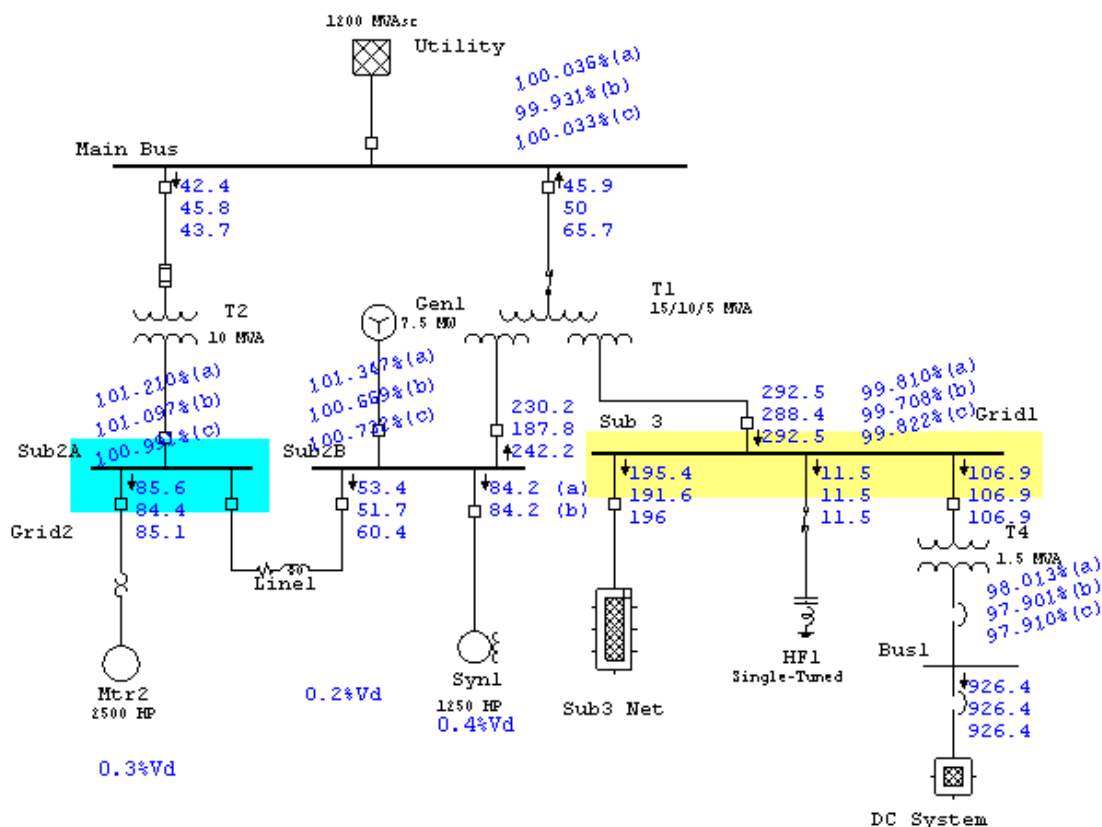 1200 MVAsc
Utility
100.036%(a)
99.931%(b)
100.033%(c)
Main Bus
42.4
45.8
43.7
45.9
50
65.7
T2
10 MVA
Gen1
7.5 MW
T1
15/10/5 MVA
101.210%(a)
101.097%(b)
100.991%(c)
101.347%(a)
100.669%(b)
100.732%(c)
230.2
187.8
242.2
292.5
288.4
292.5
99.810%(a)
99.708%(b)
99.822%(c)
Sub 3
Grid1
Sub2A
Sub2B
85.6
84.4
85.1
53.4
51.7
60.4
84.2 (a)
84.2 (b)
195.4
191.6
196
11.5
11.5
11.5
106.9
106.9
106.9
Grid2
Line1
T4
1.5 MVA
98.013%(a)
97.901%(b)
97.910%(c)
Mtr2
2500 HP
0.2%Vd
Syn1
1250 HP
0.4%Vd
0.3%Vd
Sub3 Net
HF1
Single-Tuned
Bus1
926.4
926.4
926.4
DC System